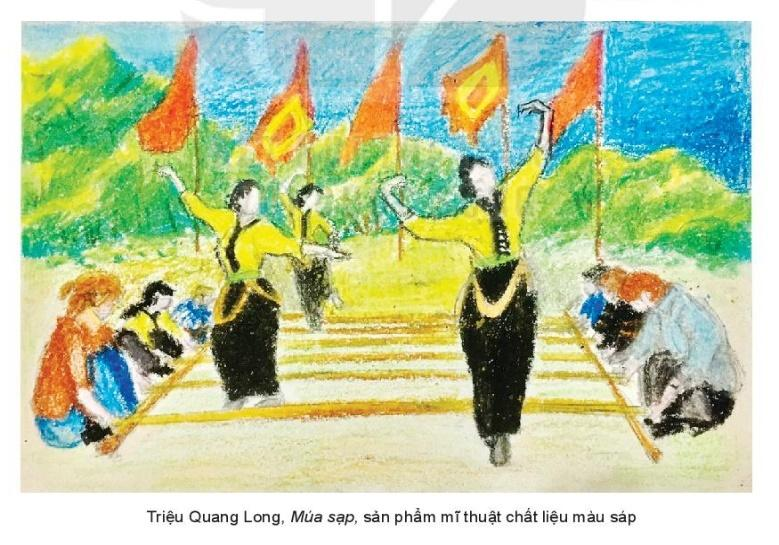 Triệu Quang Long, Múa sạp, sản phẩm mĩ thuật chất liệu màu sáp